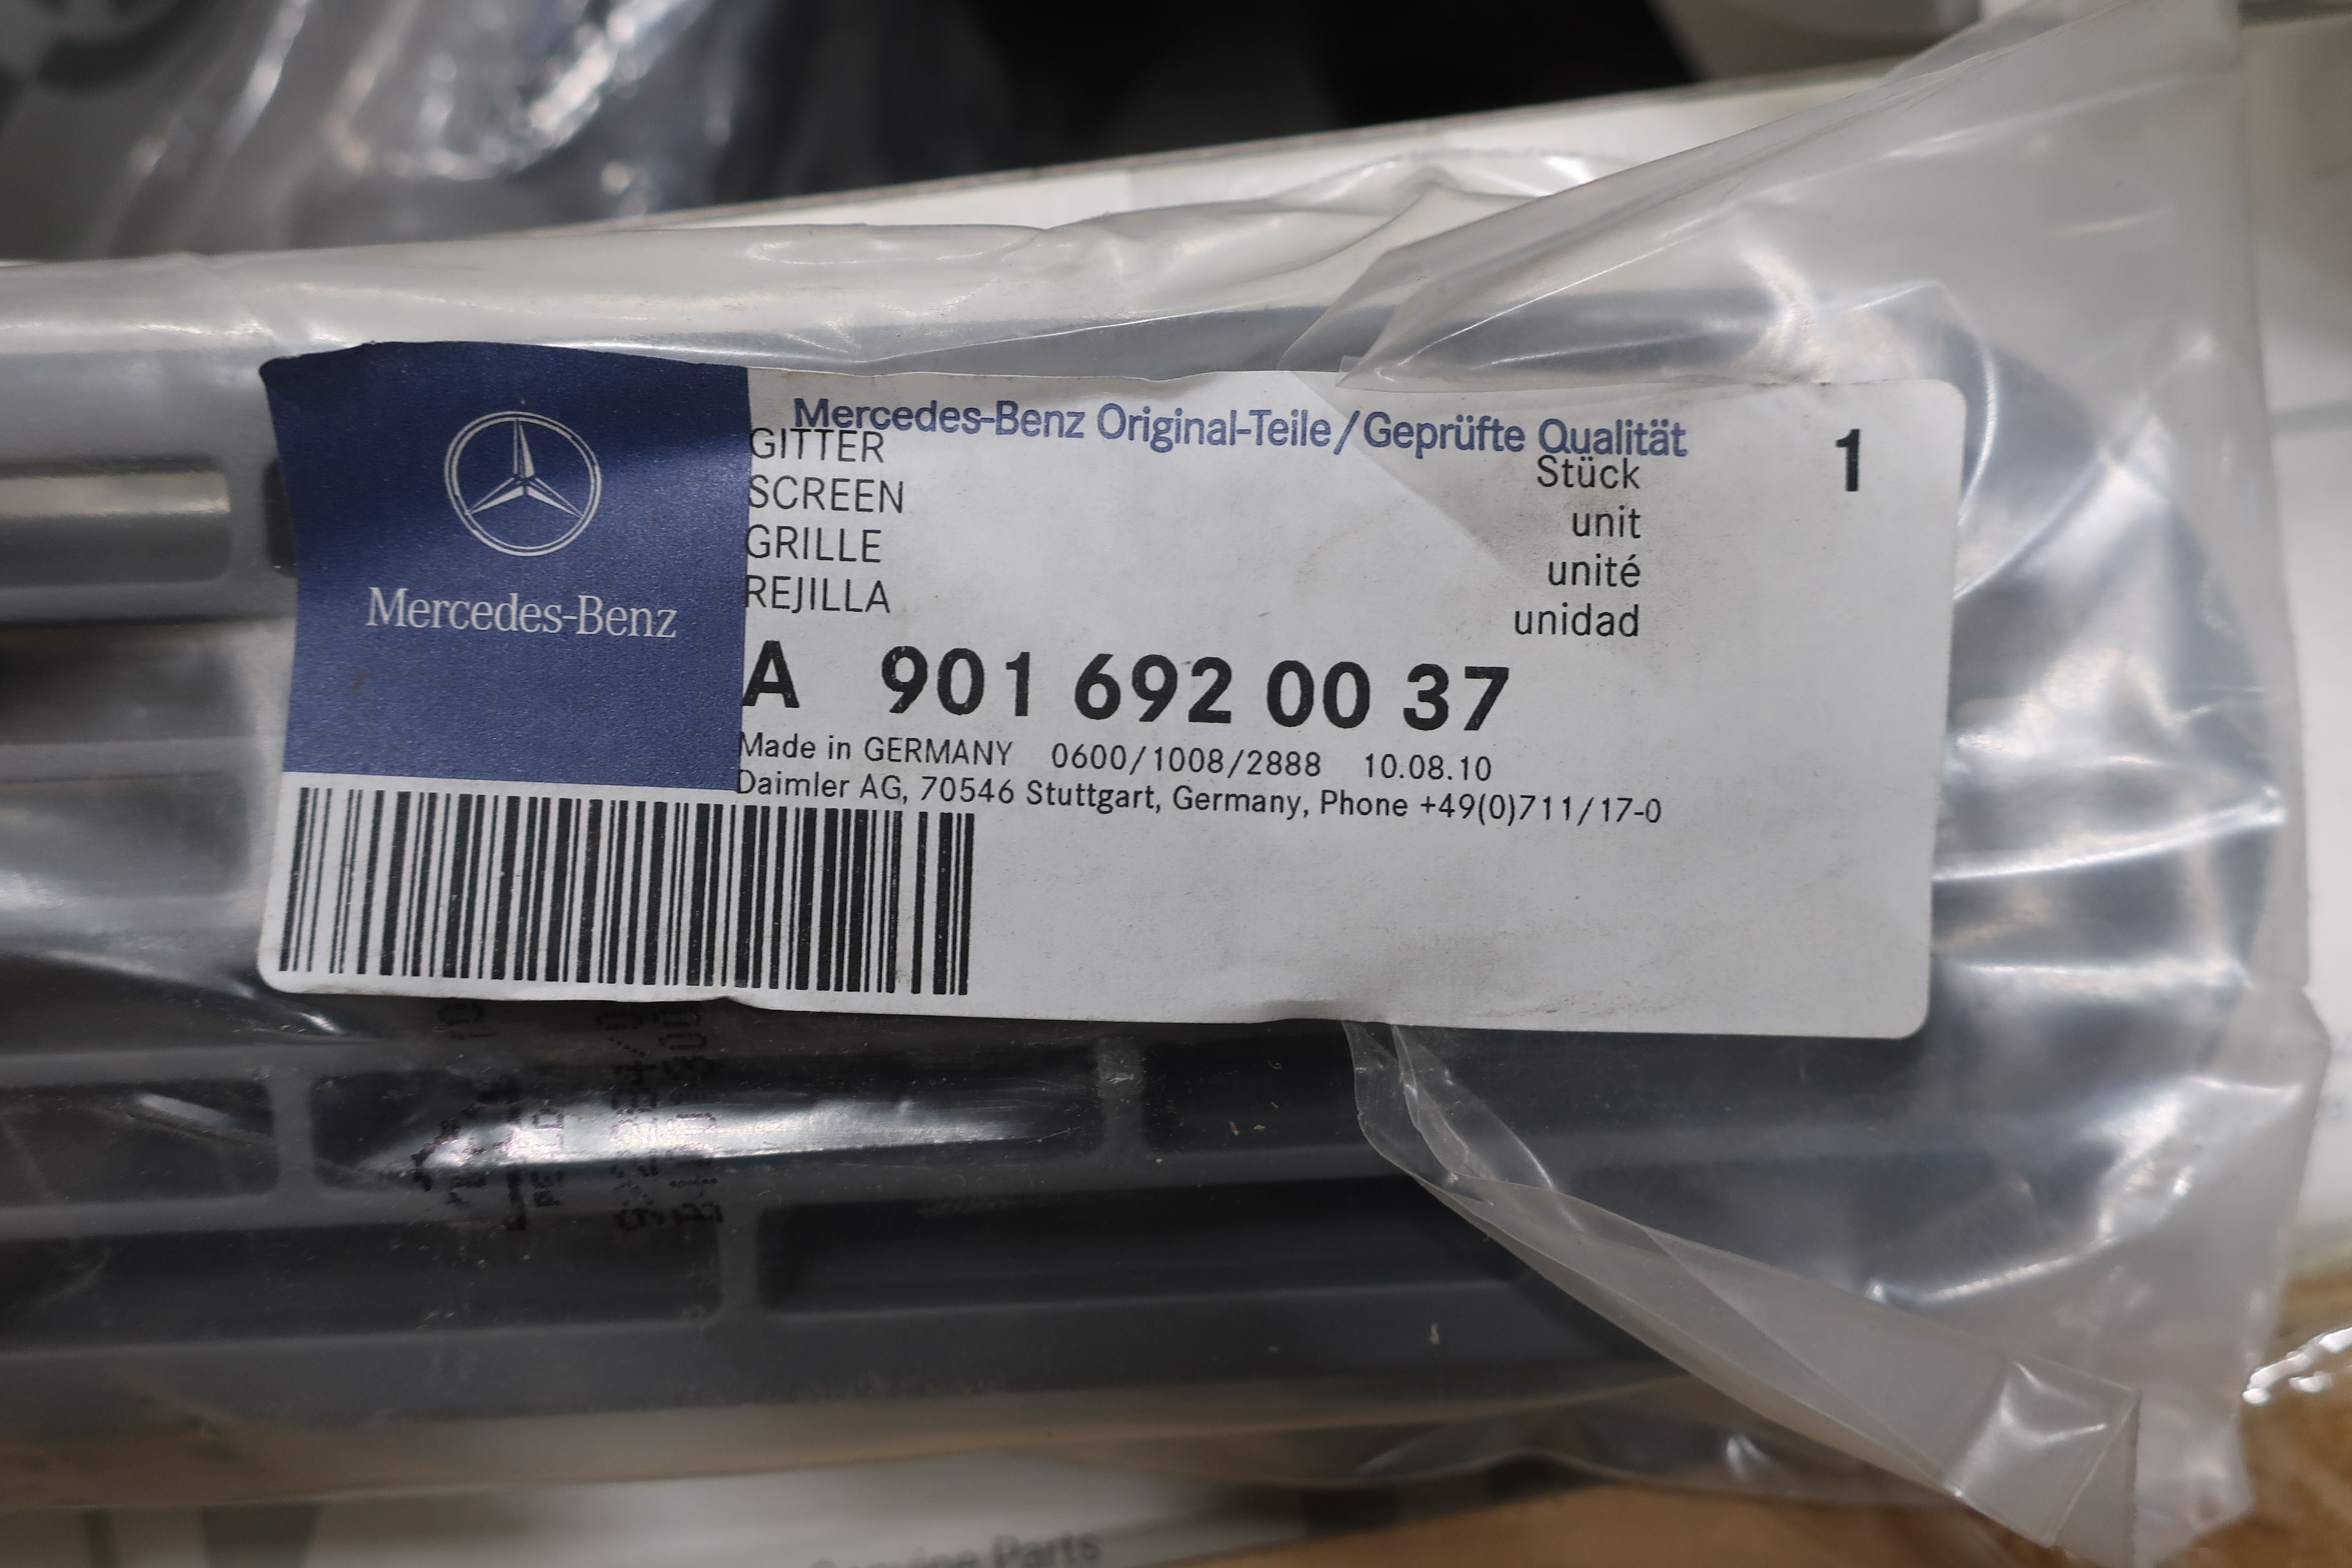 Mercedes-Benz
Mercedes-Benz Original-Teile/Geprüfte Qualität
GITTER
SCREEN
GRILLE
REJILLA
Stück
unit
unité
unidad
1
A 901 692 00 37
Made in GERMANY 0600/1008/2888 10.08.10
Daimler AG, 70546 Stuttgart, Germany, Phone +49(0)711/17-0
Genuine Parts